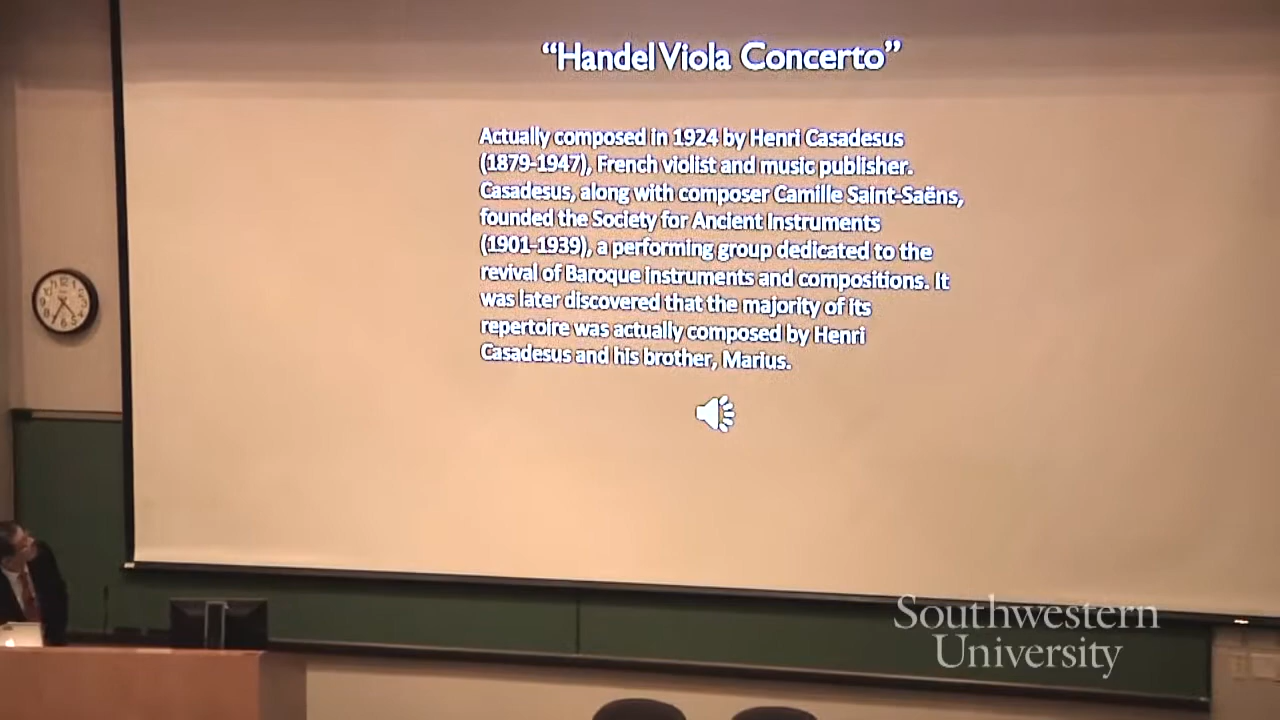 “Handel Viola Concerto”
Actually composed in 1924 by Henri Casadesus
(1879-1947), French violist and music publisher.
Casadesus, along with composer Camille Saint-Saëns,
founded the Society for Ancient Instruments
(1901-1939), a performing group dedicated to the
revival of Baroque instruments and compositions. It
was later discovered that the majority of its
repertoire was actually composed by Henri
Casadesus and his brother, Marius.
Southwestern
University